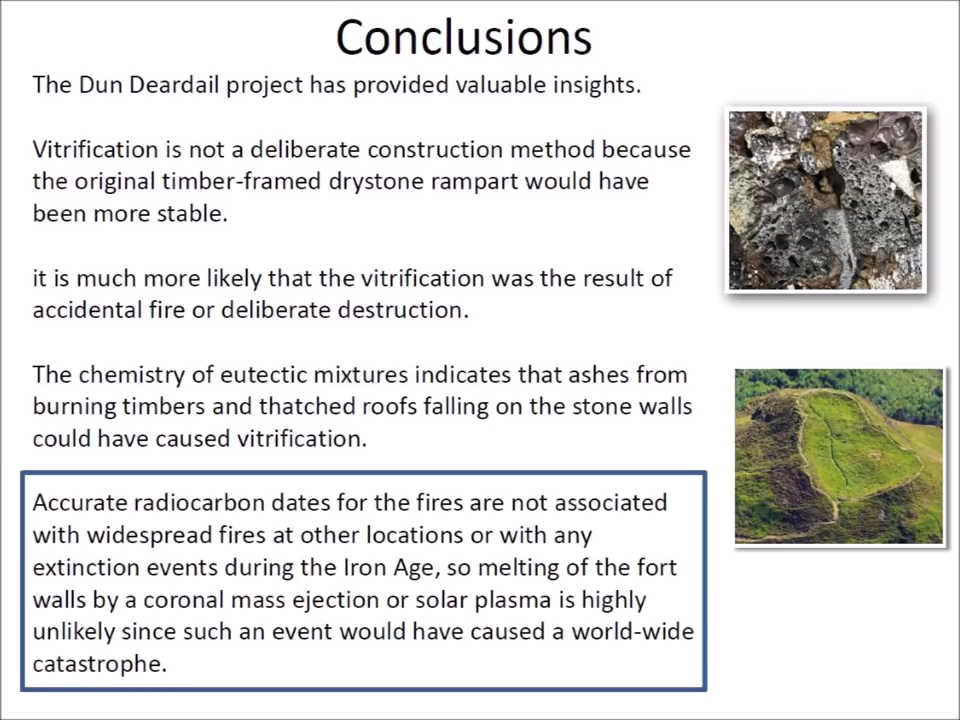 Conclusions
The Dun Deardail project has provided valuable insights.
Vitrification is not a deliberate construction method because
the original timber-framed drystone rampart would have
been more stable.
it is much more likely that the vitrification was the result of
accidental fire or deliberate destruction.
The chemistry of eutectic mixtures indicates that ashes from
burning timbers and thatched roofs falling on the stone walls
could have caused vitrification.
Accurate radiocarbon dates for the fires are not associated
with widespread fires at other locations or with any
extinction events during the Iron Age, so melting of the fort
walls by a coronal mass ejection or solar plasma is highly
unlikely since such an event would have caused a world-wide
catastrophe.